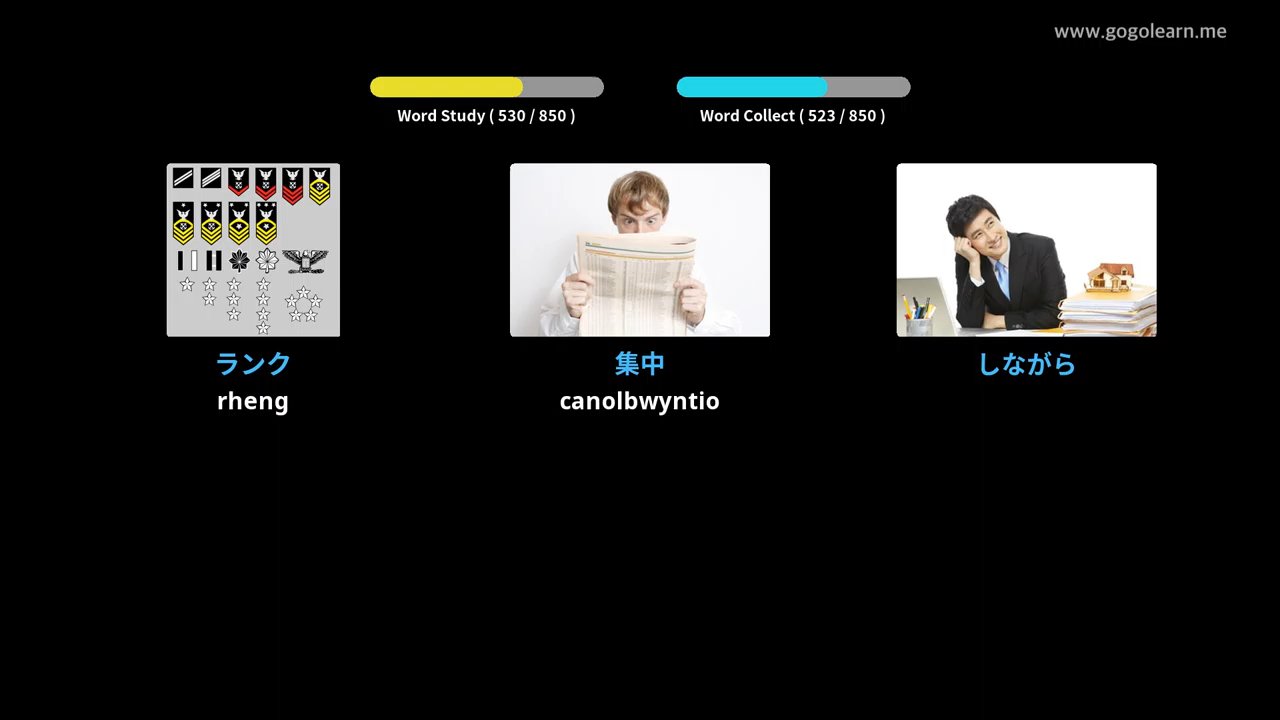 www.gogolearn.me
Word Study ( 530 / 850 )
Word Collect ( 523 / 850 )
ランク
rheng
集中
canolbwyntio
しながら